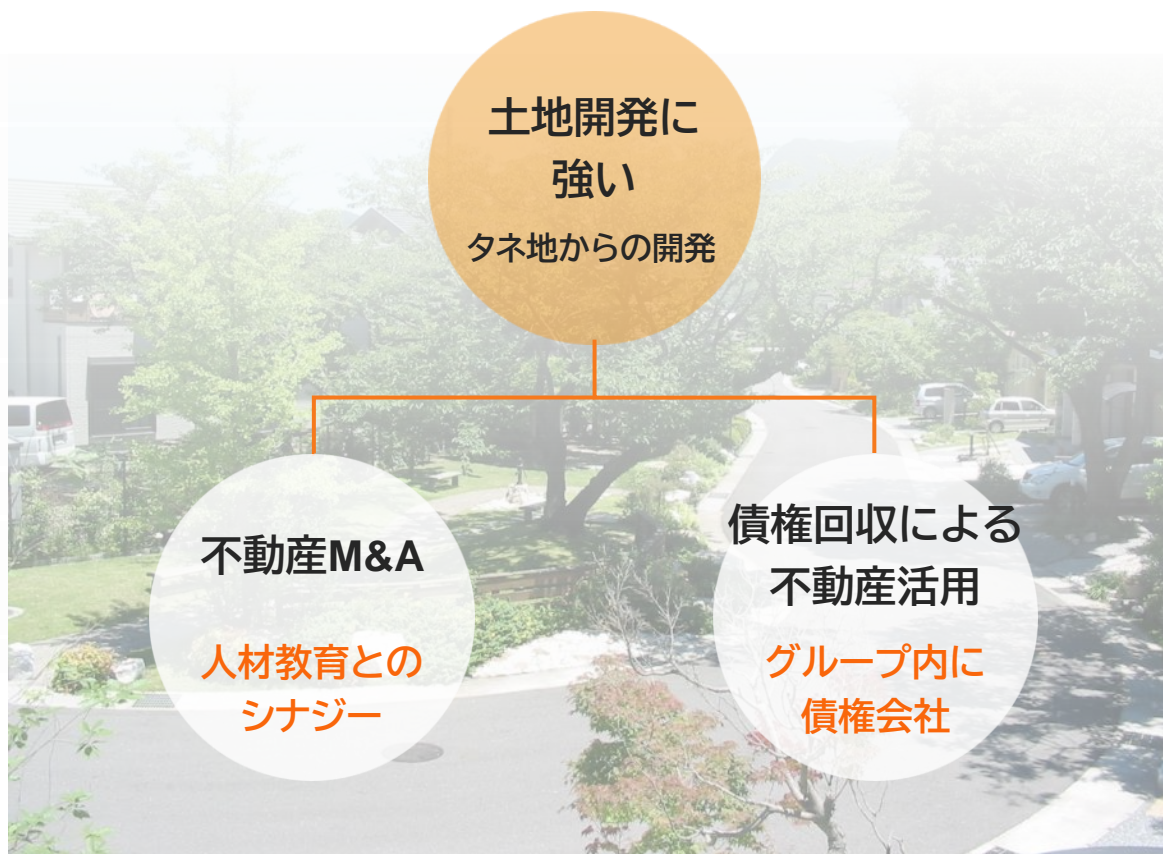 土地開発に
強い
タネ地からの開発
不動産M&A
人材教育との
シナジー
債権回収による
不動産活用
グループ内に
債権会社